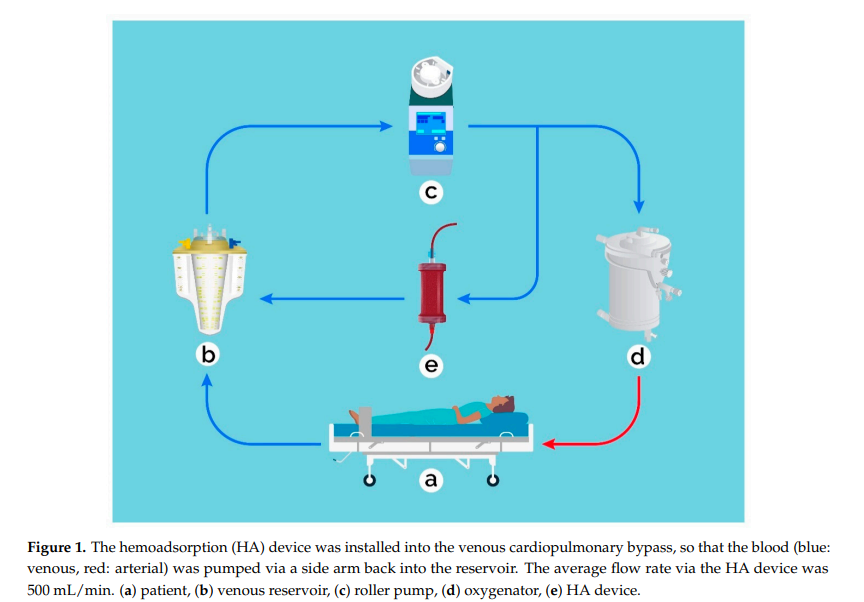 c
b
e
d
a
Figure 1. The hemoadsorption (HA) device was installed into the venous cardiopulmonary bypass, so that the blood (blue:
venous, red: arterial) was pumped via a side arm back into the reservoir. The average flow rate via the HA device was
500 mL/min. (a) patient, (b) venous reservoir, (c) roller pump, (d) oxygenator, (e) HA device.